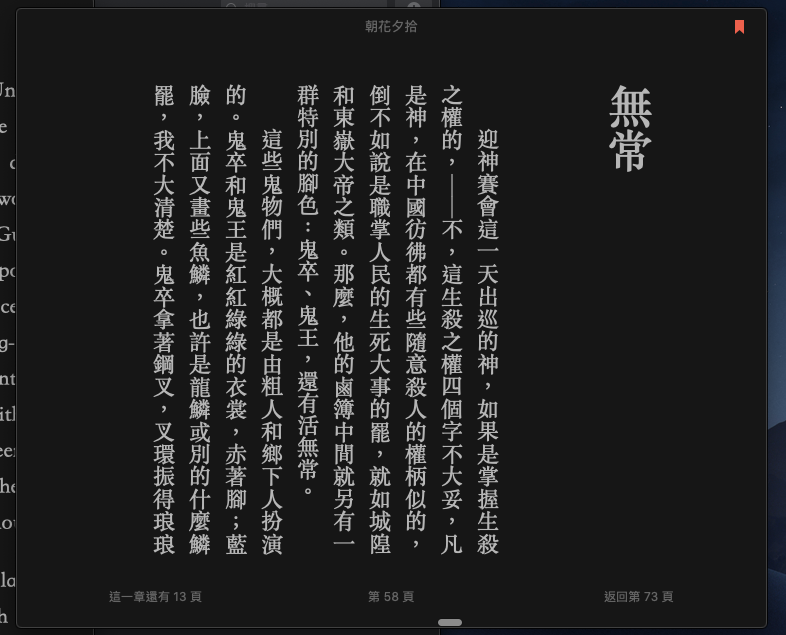 朝花夕拾
無常
迎神賽會這一天出巡的神，如果是掌握生殺
之權的，——不，這生殺之權四個字不大妥，凡
是神，在中國彷彿都有些隨意殺人的權柄似的，
倒不如說是職掌人民的生死大事的罷，就如城隍
和東嶽大帝之類。那麼，他的鹵簿中間就另有一
群特別的腳色：鬼卒、鬼王，還有活無常。
這些鬼物們，大概都是由粗人和鄉下人扮演
的。鬼卒和鬼王是紅紅綠綠的衣裳，赤著腳；藍
臉，上面又畫些魚鱗，也許是龍鱗或別的什麼鱗
罷，我不大清楚。鬼卒拿著鋼叉，叉環振得琅琅
這一章還有 13 頁
第 58 頁
返回第 73 頁